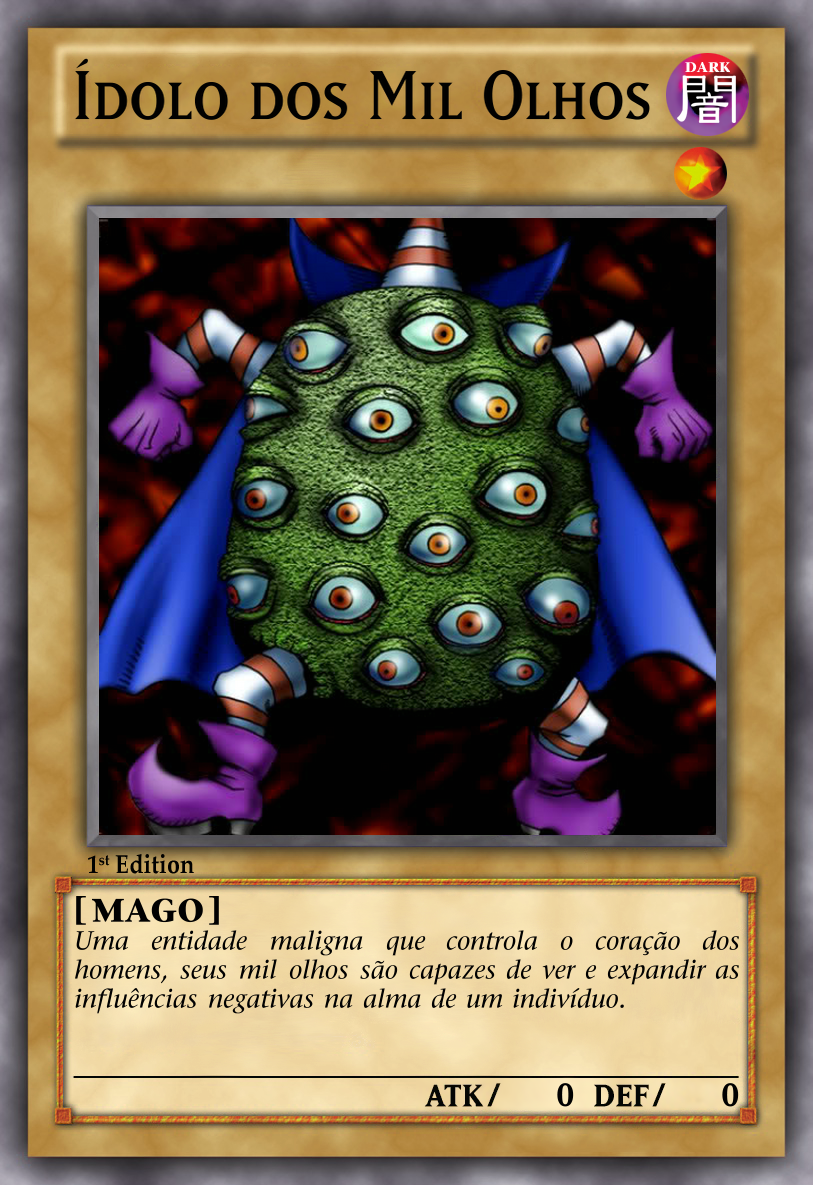 Ídolo dos Mil Olhos
DARK
闇
1st Edition
[MAGO]
Uma entidade maligna que controla o coração dos
homens, seus mil olhos são capazes de ver e expandir as
influências negativas na alma de um indivíduo.
ATK/ 0 DEF/ 0